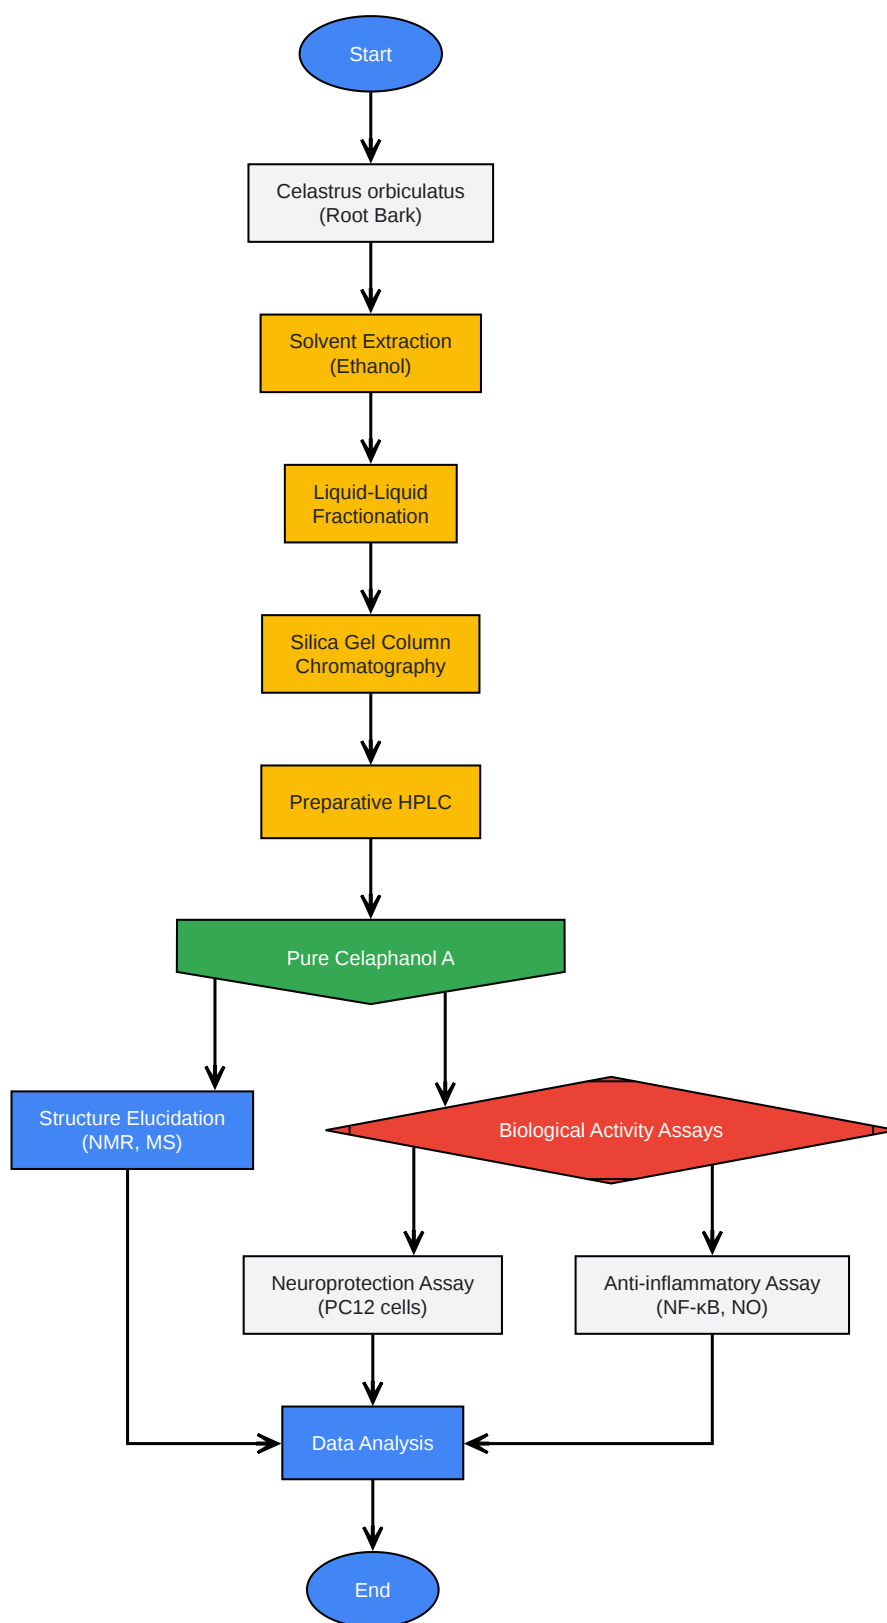 Start
Celastrus orbiculatus
(Root Bark)
Solvent Extraction
(Ethanol)
Liquid-Liquid
Fractionation
Silica Gel Column
Chromatography
Preparative HPLC
Pure Celaphanol A
Structure Elucidation
(NMR, MS)
Biological Activity Assays
Neuroprotection Assay
(PC12 cells)
Anti-inflammatory Assay
(NF-κB, NO)
Data Analysis
End